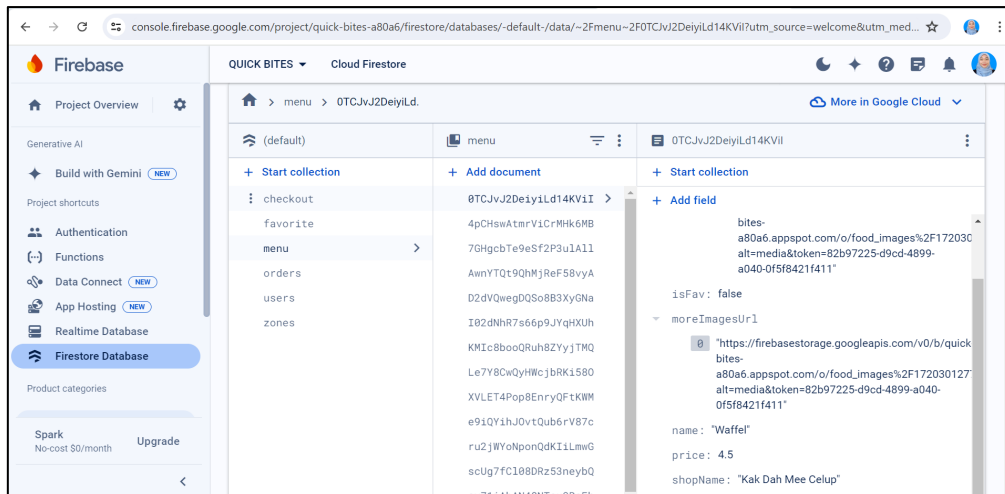 console.firebase.google.com/project/quick-bites-a80a6/firestore/databases/-default-/data/~2Fmenu~2F0TCJvJ2DeiyiLd14KViI?utm_source=welcome&utm_med...
Firebase
QUICK BITES
Cloud Firestore
Project Overview
Generative AI
Build with Gemini NEW
Project shortcuts
Authentication
Functions
Data Connect NEW
App Hosting NEW
Realtime Database
Firestore Database
Product categories
Spark
No-cost $0/month
Upgrade
menu > 0TCJvJ2DeiyiLd.
More in Google Cloud
(default)
+ Start collection
checkout
favorite
menu
orders
users
zones
menu
+ Add document
0TCJvJ2DeiyiLd14KViI
4pCHswAtmrViCrMHk6MB
7GHgcbTe9eSf2P3ulAll
AwnYTQt9QhMjReF58vyA
D2dVQwegDQSo8B3XyGNa
I02dNhR7s66p9JYqHXUh
KMIc8booQRuh8ZYyjTMQ
Le7Y8CwQyHWcjbRKi58O
XVLET4Pop8EnryQFtKWM
e9iQYihJOvtQub6rV87c
ru2jWYoNponQdKIiLmwG
scUg7fCl08DRz53neybQ
0TCJvJ2DeiyiLd14KViI
+ Start collection
+ Add field
bites-
a80a6.appspot.com/o/food_images%2F172030
alt=media&token=82b97225-d9cd-4899-
a040-0f5f8421f411"
isFav: false
moreImagesUrl
0 "https://firebasestorage.googleapis.com/v0/b/quick
bites-
a80a6.appspot.com/o/food_images%2F172030127
alt=media&token=82b97225-d9cd-4899-a040-
0f5f8421f411"
name: "Waffel"
price: 4.5
shopName: "Kak Dah Mee Celup"